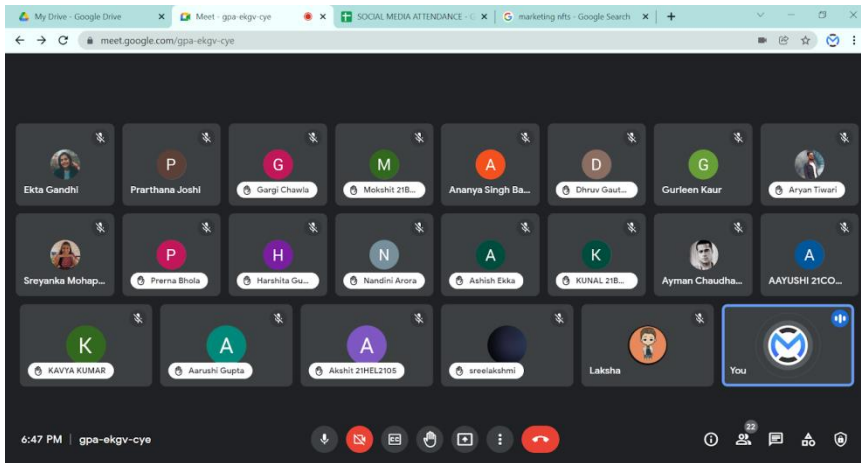 My Drive - Google Drive
Meet - gpa-ekgv-cye
SOCIAL MEDIA ATTENDANCE - G
G marketing nfts - Google Search
meet.google.com/gpa-ekgv-cye
Ekta Gandhi
P
Prarthana Joshi
G
Gargi Chawla
M
Mokshit 21B...
A
Ananya Singh Ba...
D
Dhruv Gaut...
G
Gurleen Kaur
Aryan Tiwari
Sreyanka Mohap...
P
Prerna Bhola
H
Harshita Gu...
N
Nandini Arora
A
Ashish Ekka
K
KUNAL 21B...
Ayman Chaudha...
A
AAYUSHI 21CO...
K
KAVYA KUMAR
A
Aarushi Gupta
A
Akshit 21HEL2105
sreelakshmi
Laksha
You
6:47 PM | gpa-ekgv-cye
CC
22